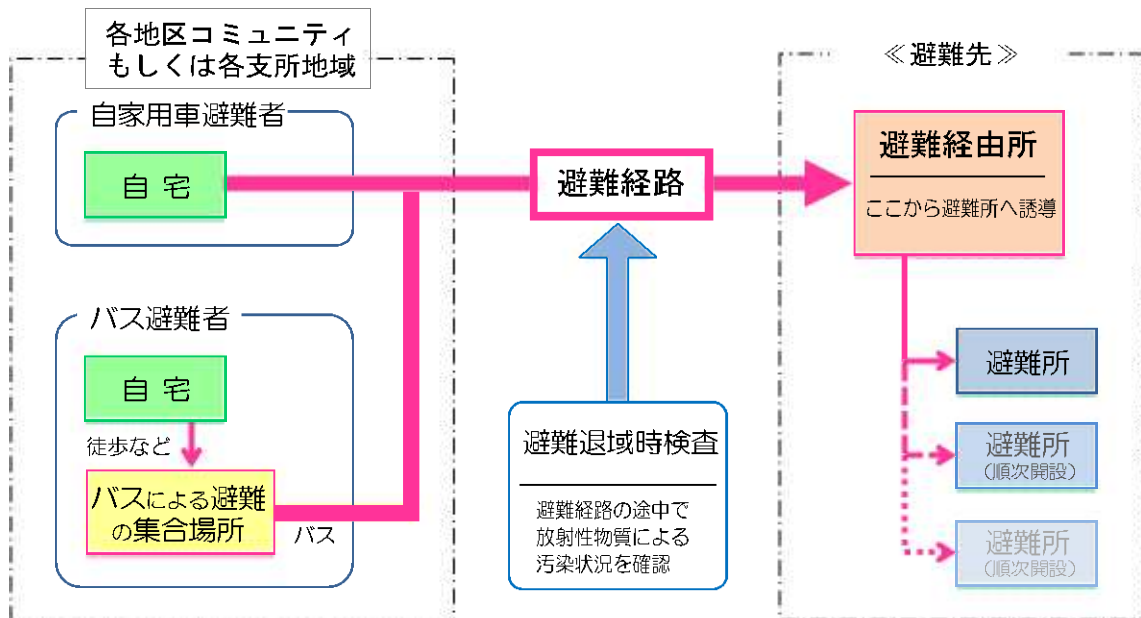 各地区コミュニティ
もしくは各支所地域
自家用車避難者
自宅
バス避難者
自宅
徒歩など
バスによる避難
の集合場所
バス
避難経路
避難退域時検査
避難経路の途中で
放射性物質による
汚染状況を確認
≪避難先≫
避難経由所
ここから避難所へ誘導
避難所
避難所
(順次開設)
避難所
(順次開設)